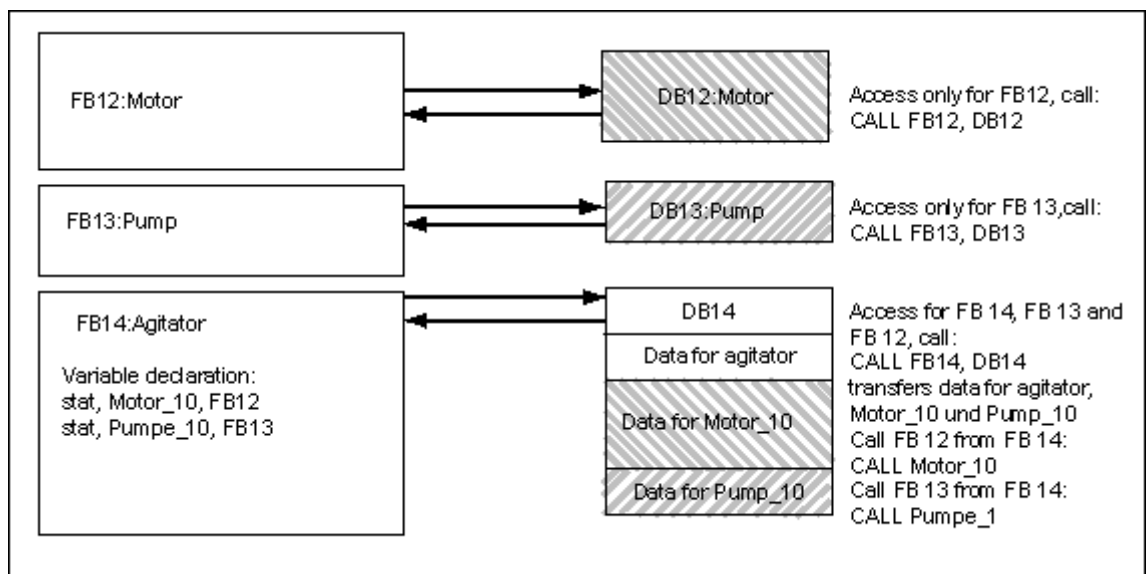 FB12:Motor
DB12:Motor
Access only for FB12, call:
CALL FB12, DB12
FB13:Pump
DB13:Pump
Access only for FB 13,call:
CALL FB13, DB13
FB14:Agitator
Variable declaration:
stat, Motor_10, FB12
stat, Pumpe_10, FB13
DB14
Data for agitator
Data for Motor_10
Data for Pump_10
Access for FB 14, FB 13 and
FB 12, call:
CALL FB14, DB14
transfers data for agitator,
Motor_10 und Pump_10
Call FB 12 from FB 14:
CALL Motor_10
Call FB 13 from FB 14:
CALL Pumpe_1